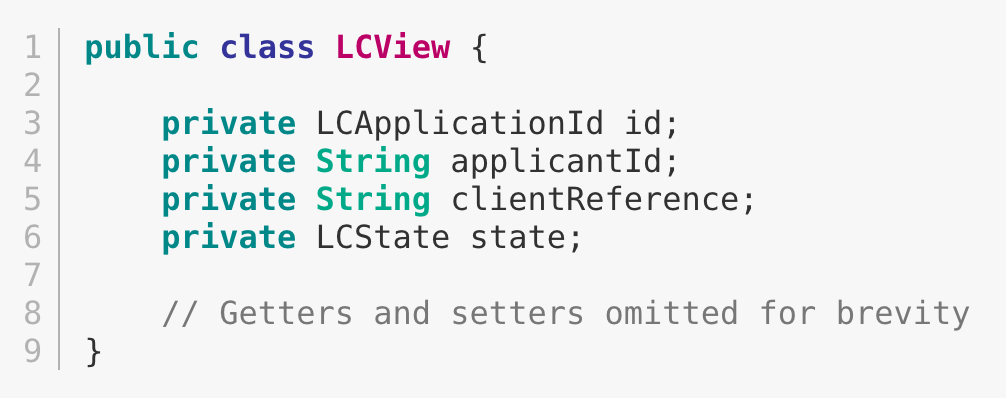 1 public class LCView {
2
3     private LCApplicationId id;
4     private String applicantId;
5     private String clientReference;
6     private LCState state;
7
8     // Getters and setters omitted for brevity
9 }